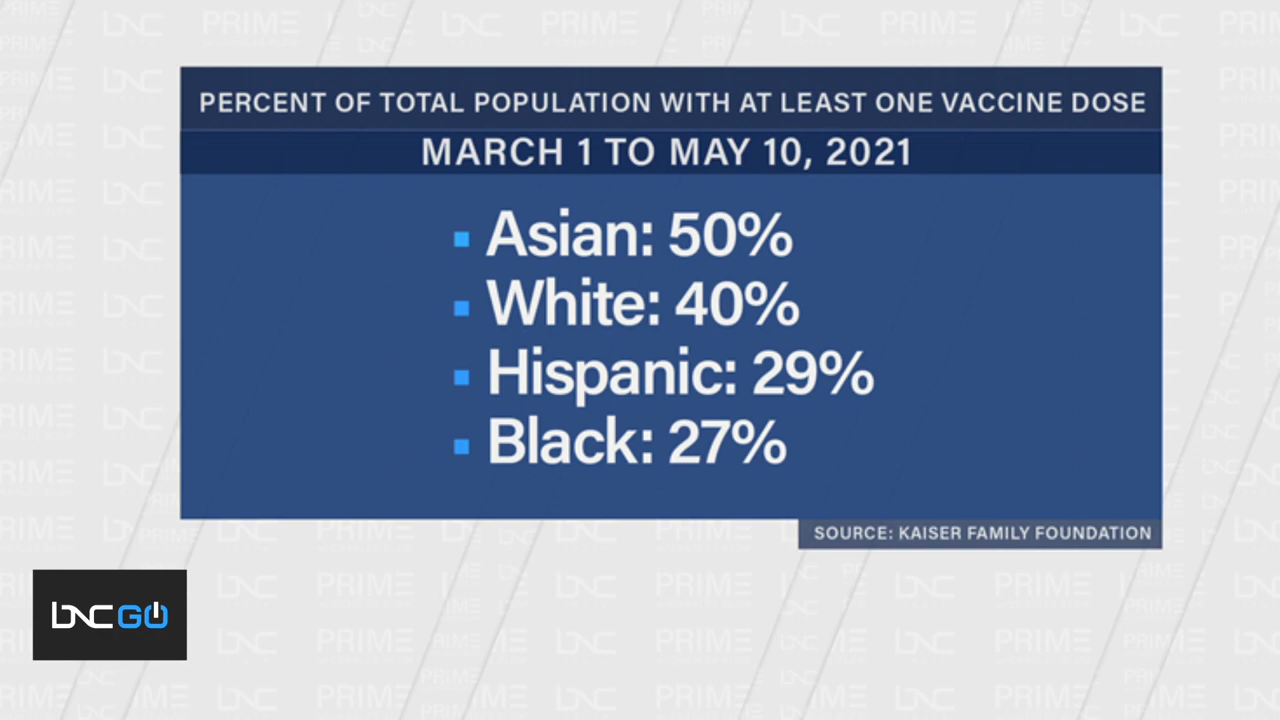 PERCENT OF TOTAL POPULATION WITH AT LEAST ONE VACCINE DOSE
MARCH 1 TO MAY 10, 2021
Asian: 50%
White: 40%
Hispanic: 29%
Black: 27%
SOURCE: KAISER FAMILY FOUNDATION
BNC GO